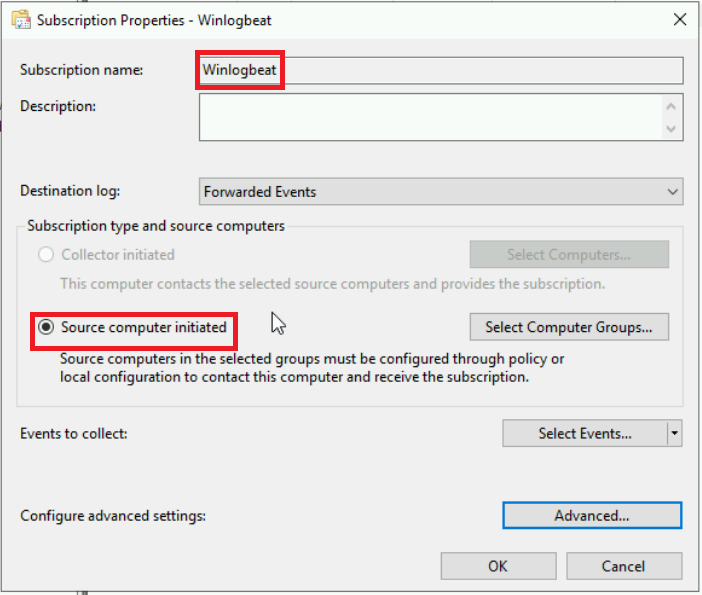 Subscription Properties - Winlogbeat
Subscription name:
Winlogbeat
Description:
Destination log:
Forwarded Events
Subscription type and source computers
Collector initiated
Select Computers...
This computer contacts the selected source computers and provides the subscription.
Source computer initiated
Select Computer Groups...
Source computers in the selected groups must be configured through policy or
local configuration to contact this computer and receive the subscription.
Events to collect:
Select Events...
Configure advanced settings:
Advanced...
OK
Cancel